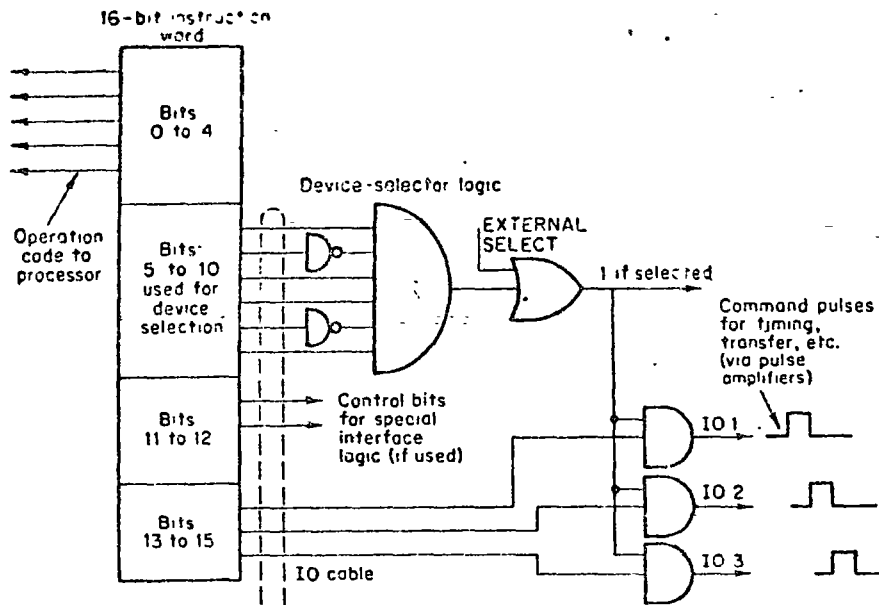 16-bit instruction
word
Bits
0 to 4
Operation
code to
processor
Bits
5 to 10
used for
device
selection
Device-selector logic
EXTERNAL
SELECT
1 if selected
Command pulses
for timing,
transfer, etc.
(via pulse
amplifiers)
Bits
11 to 12
Control bits
for special
interface
logic (if used)
Bits
13 to 15
IO cable
IO 1
IO 2
IO 3